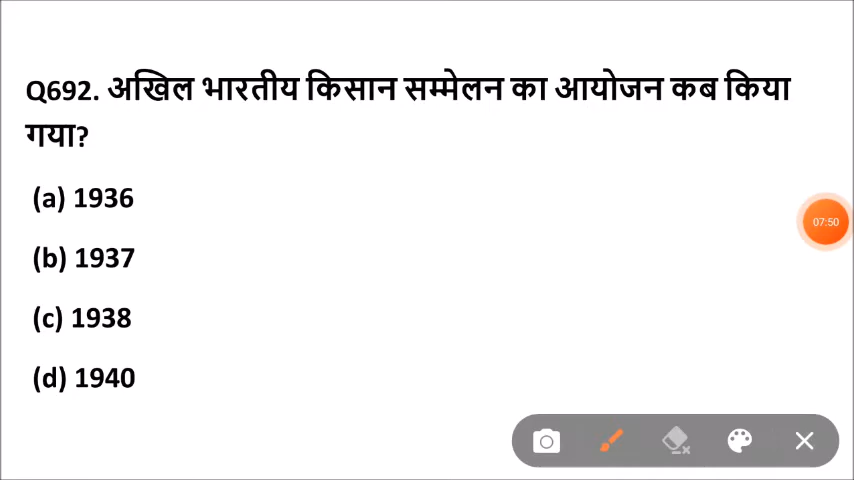 Q692. अखिल भारतीय किसान सम्मेलन का आयोजन कब किया
गया?
(a) 1936
(b) 1937
(c) 1938
(d) 1940
07:50